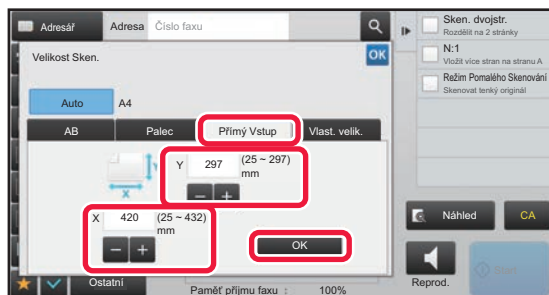 Adresář
Adresa
Číslo faxu
Velikost Sken.
OK
Auto
A4
AB
Palec
Přímý Vstup
Vlast. velik.
Y
Y
297
(25 ~ 297)
mm
X
X
420
(25 ~ 432)
mm
OK
Ostatní
Paměť příjmu faxu :
100%
Sken. dvojstr.
Rozdělit na 2 stránky
N:1
Vložit více stran na stranu A
Režim Pomalého Skenování
Skenovat tenký originál
Náhled
CA
Reprod.
Start